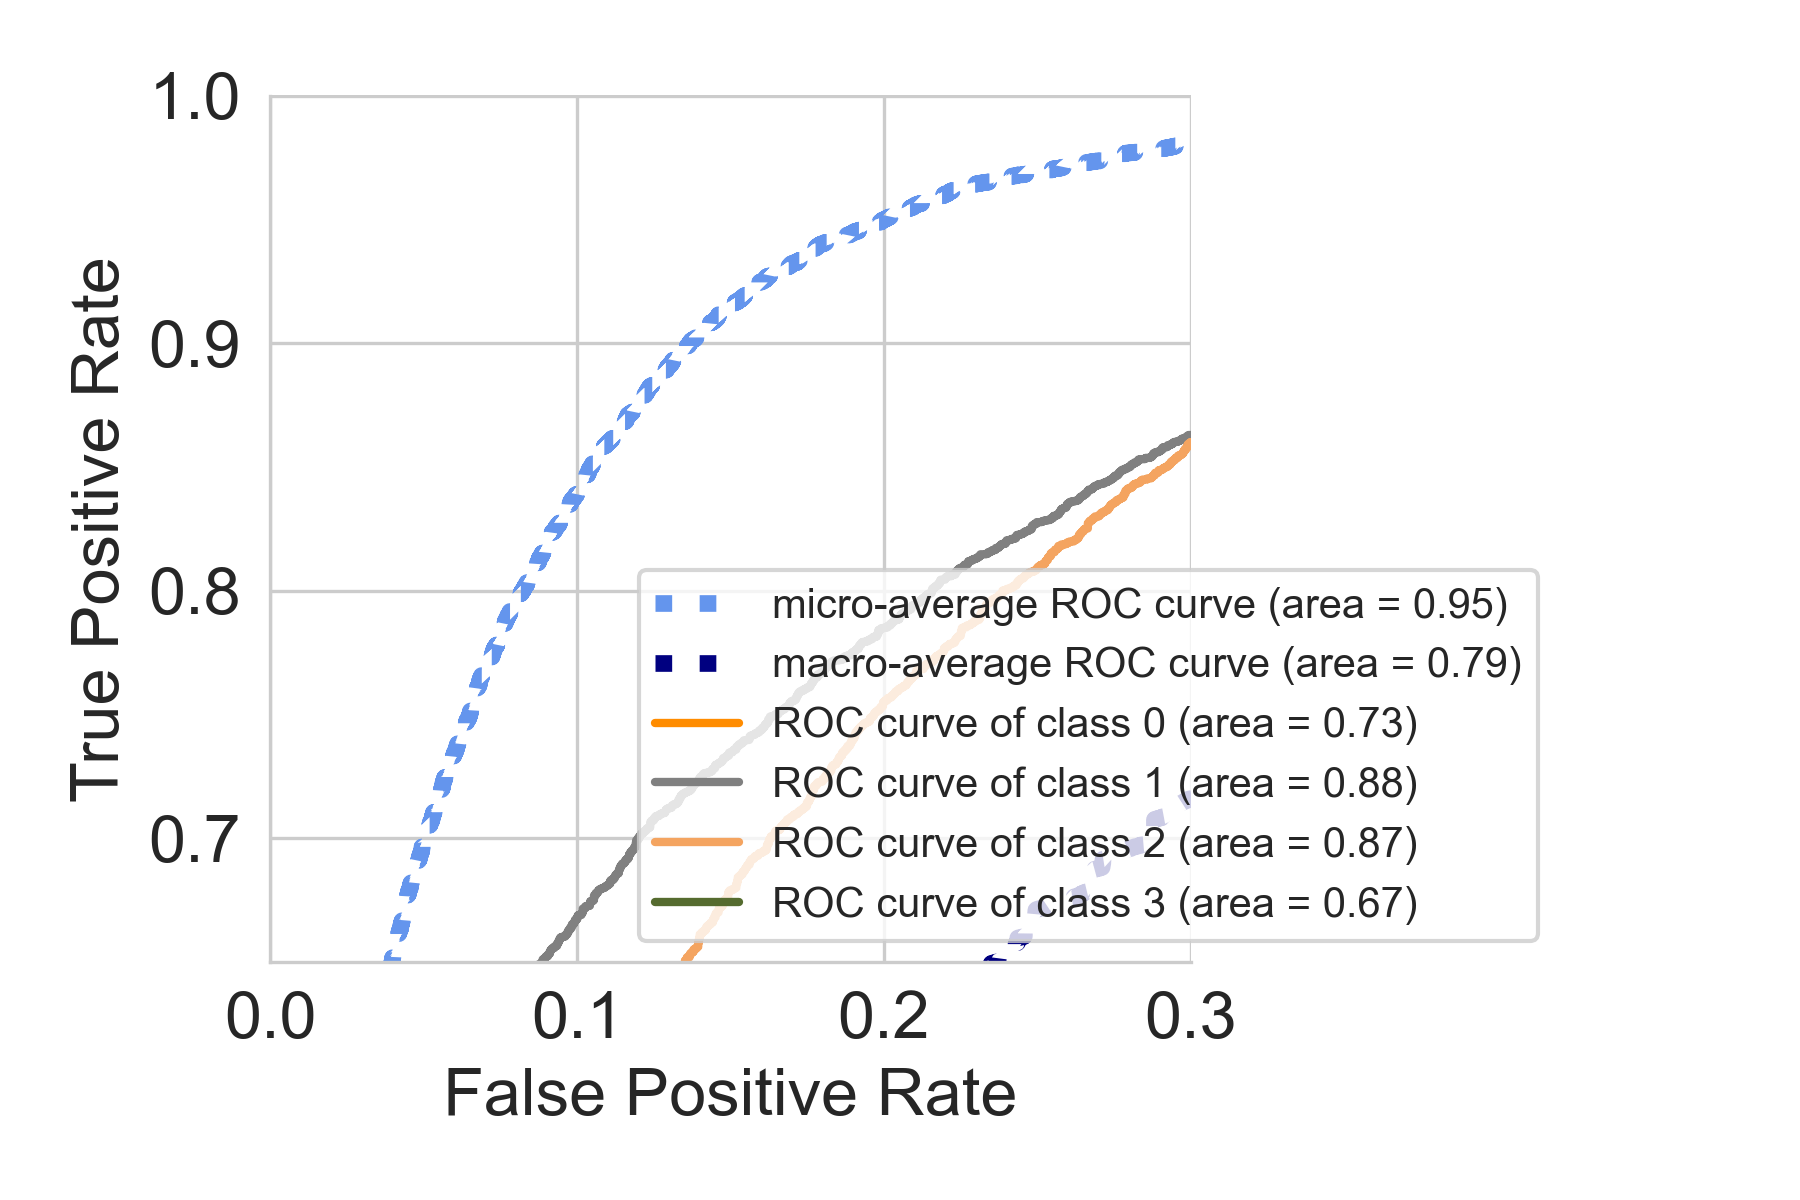 1.0
0.9
0.8
0.7
True Positive Rate
micro-average ROC curve (area = 0.95)
macro-average ROC curve (area = 0.79)
ROC curve of class 0 (area = 0.73)
ROC curve of class 1 (area = 0.88)
ROC curve of class 2 (area = 0.87)
ROC curve of class 3 (area = 0.67)
0.0 0.1 0.2 0.3
False Positive Rate